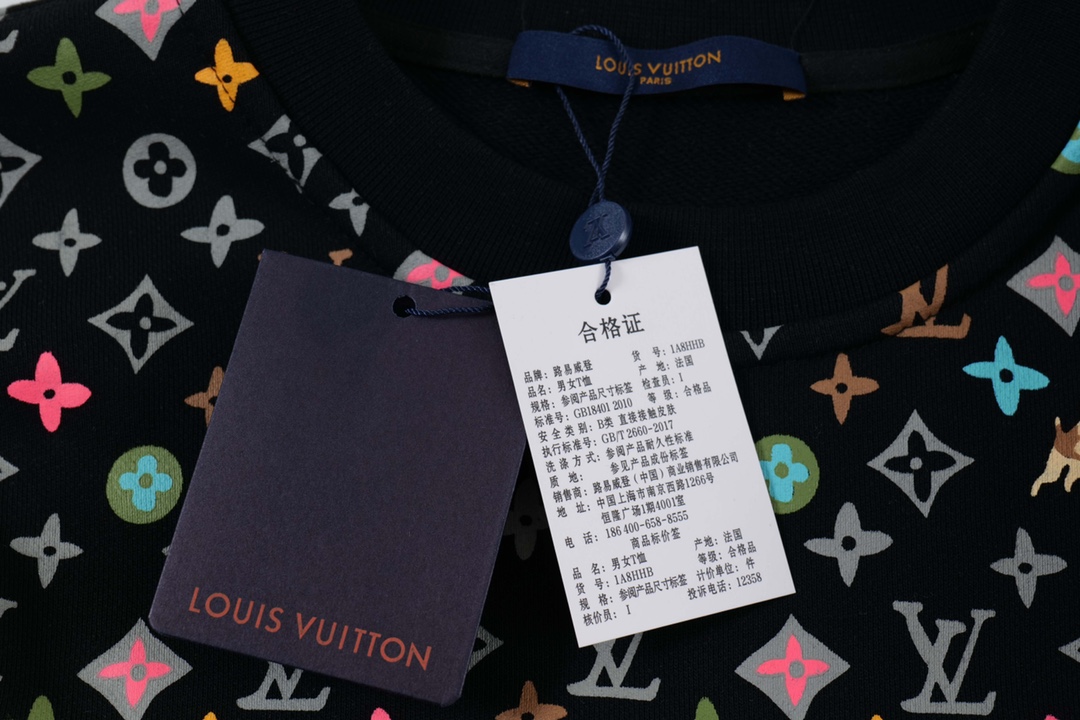 LOUIS VUITTON
PARIS
合格证
品牌：路易威登 货 号：1A8HHB
品名：男女T恤 产 地：法国
规格：参阅产品尺寸标签 检查员：1
标准号：GB18401 2010 等 级：合格品
安全类别：B类 直接接触皮肤
执行标准号：GB/T 2660-2017
洗涤方式：参阅产品耐久性标准
质 地： 参见产品成份标签
销售商：路易威登（中国）商业销售有限公司
地 址：中国上海市南京西路1266号
恒隆广场1期4001室
电 话：186 400-658-8555
商品标价签
品 名：男女T恤 产地：法国
货 号：1A8HHB 等级：合格品
规 格：参阅产品尺寸标签 计价单位：件
核价员： 1 投诉电话：12358
LOUIS VUITTON